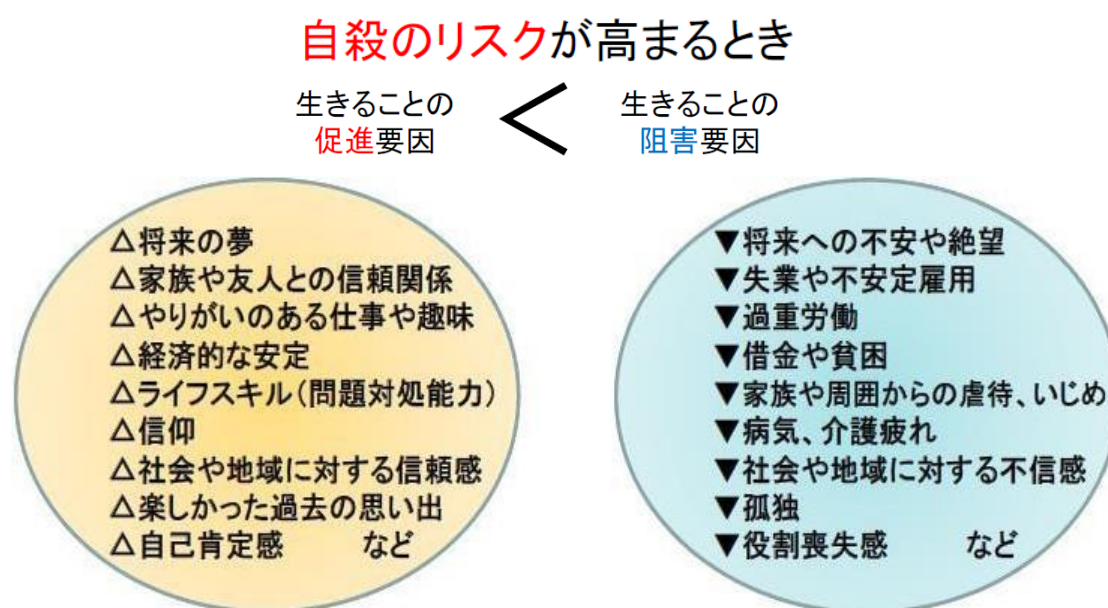 自殺のリスクが高まるとき
生きることの
促進要因
<
生きることの
阻害要因
△将来の夢
△家族や友人との信頼関係
△やりがいのある仕事や趣味
△経済的な安定
△ライフスキル(問題対処能力)
△信仰
△社会や地域に対する信頼感
△楽しかった過去の思い出
△自己肯定感 など
▼将来への不安や絶望
▼失業や不安定雇用
▼過重労働
▼借金や貧困
▼家族や周囲からの虐待、いじめ
▼病気、介護疲れ
▼社会や地域に対する不信感
▼孤独
▼役割喪失感 など